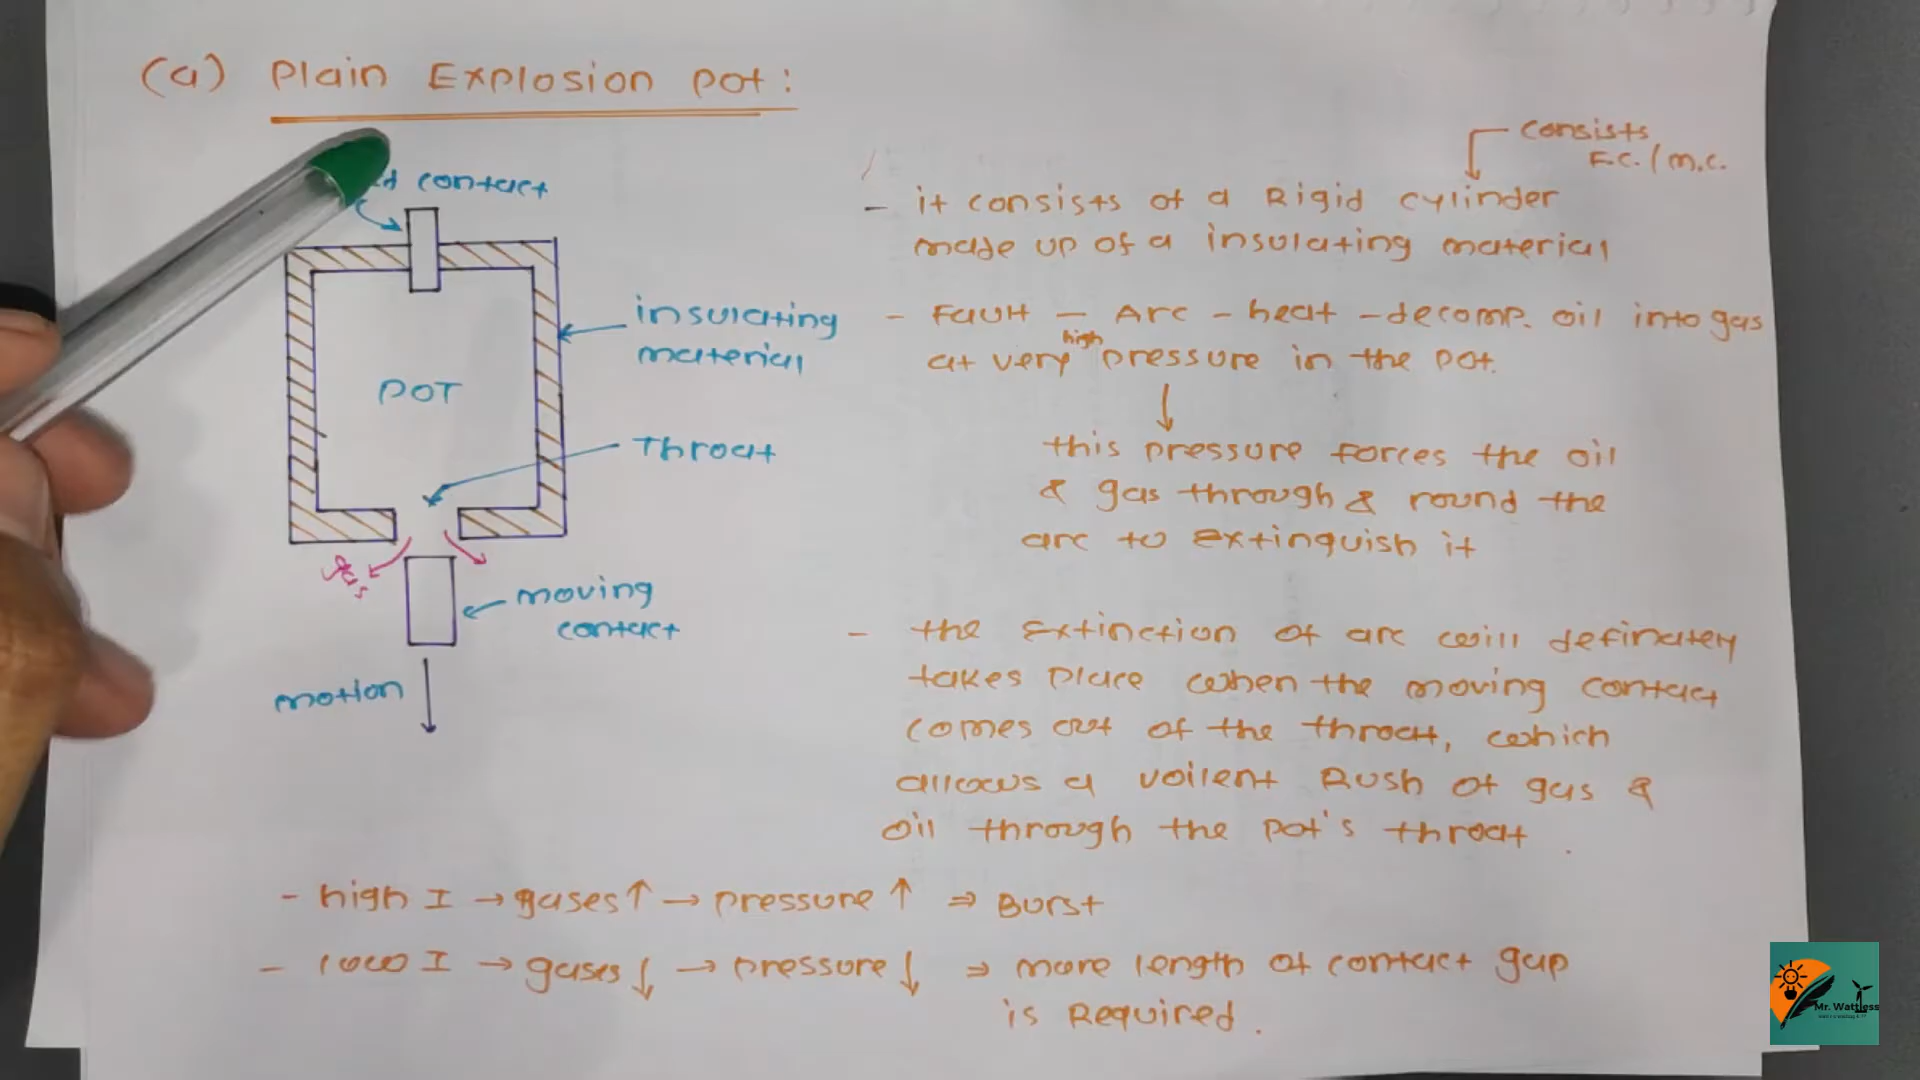 (a) Plain Explosion pot:
contact
insulating
material
POT
Throat
moving
contact
motion
consists
F.C. / M.C.
- it consists of a Rigid cylinder
made up of a insulating material
- Fault - Arc - heat - decomp. oil into gas
at very high pressure in the pot.
this pressure forces the oil
& gas through & round the
arc to extinguish it
- the Extinction of arc will definately
takes place when the moving contact
comes out of the throat, which
allows a voilent Rush of gas &
oil through the pot's throat.
- high I → gases ↑ → pressure ↑ ⇒ Burst
- low I → gases ↓ → pressure ↓ ⇒ more length of contact gap
is Required.
Mr. Wattless